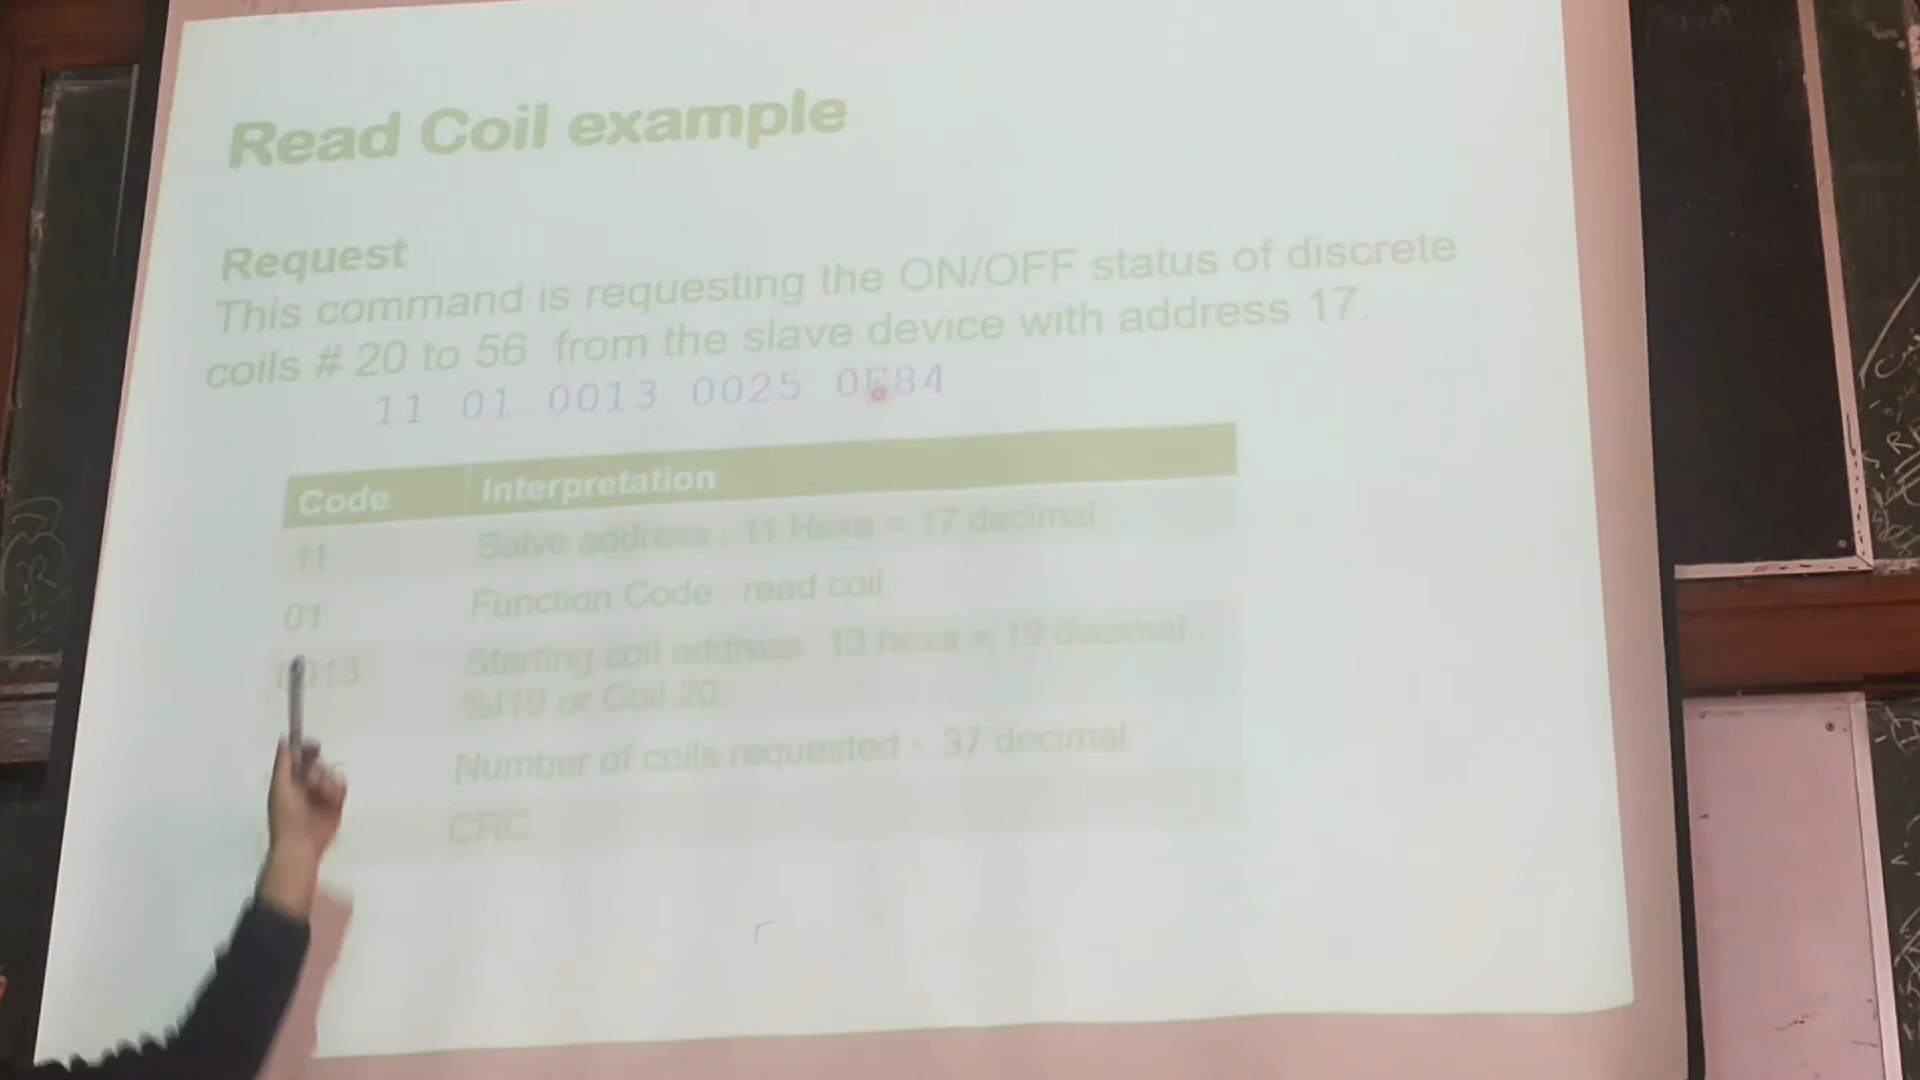 Read Coil example
Request
This command is requesting the ON/OFF status of discrete
coils # 20 to 56 from the slave device with address 17.
11 01 0013 0025 0E84
Code Interpretation
11 Salve address : 11 Hexa = 17 decimal
01 Function Code : read coil
0013 Starting coil address 13 hexa = 19 decimal
%I19 or Coil 20
Number of coils requested : 37 decimal
CRC